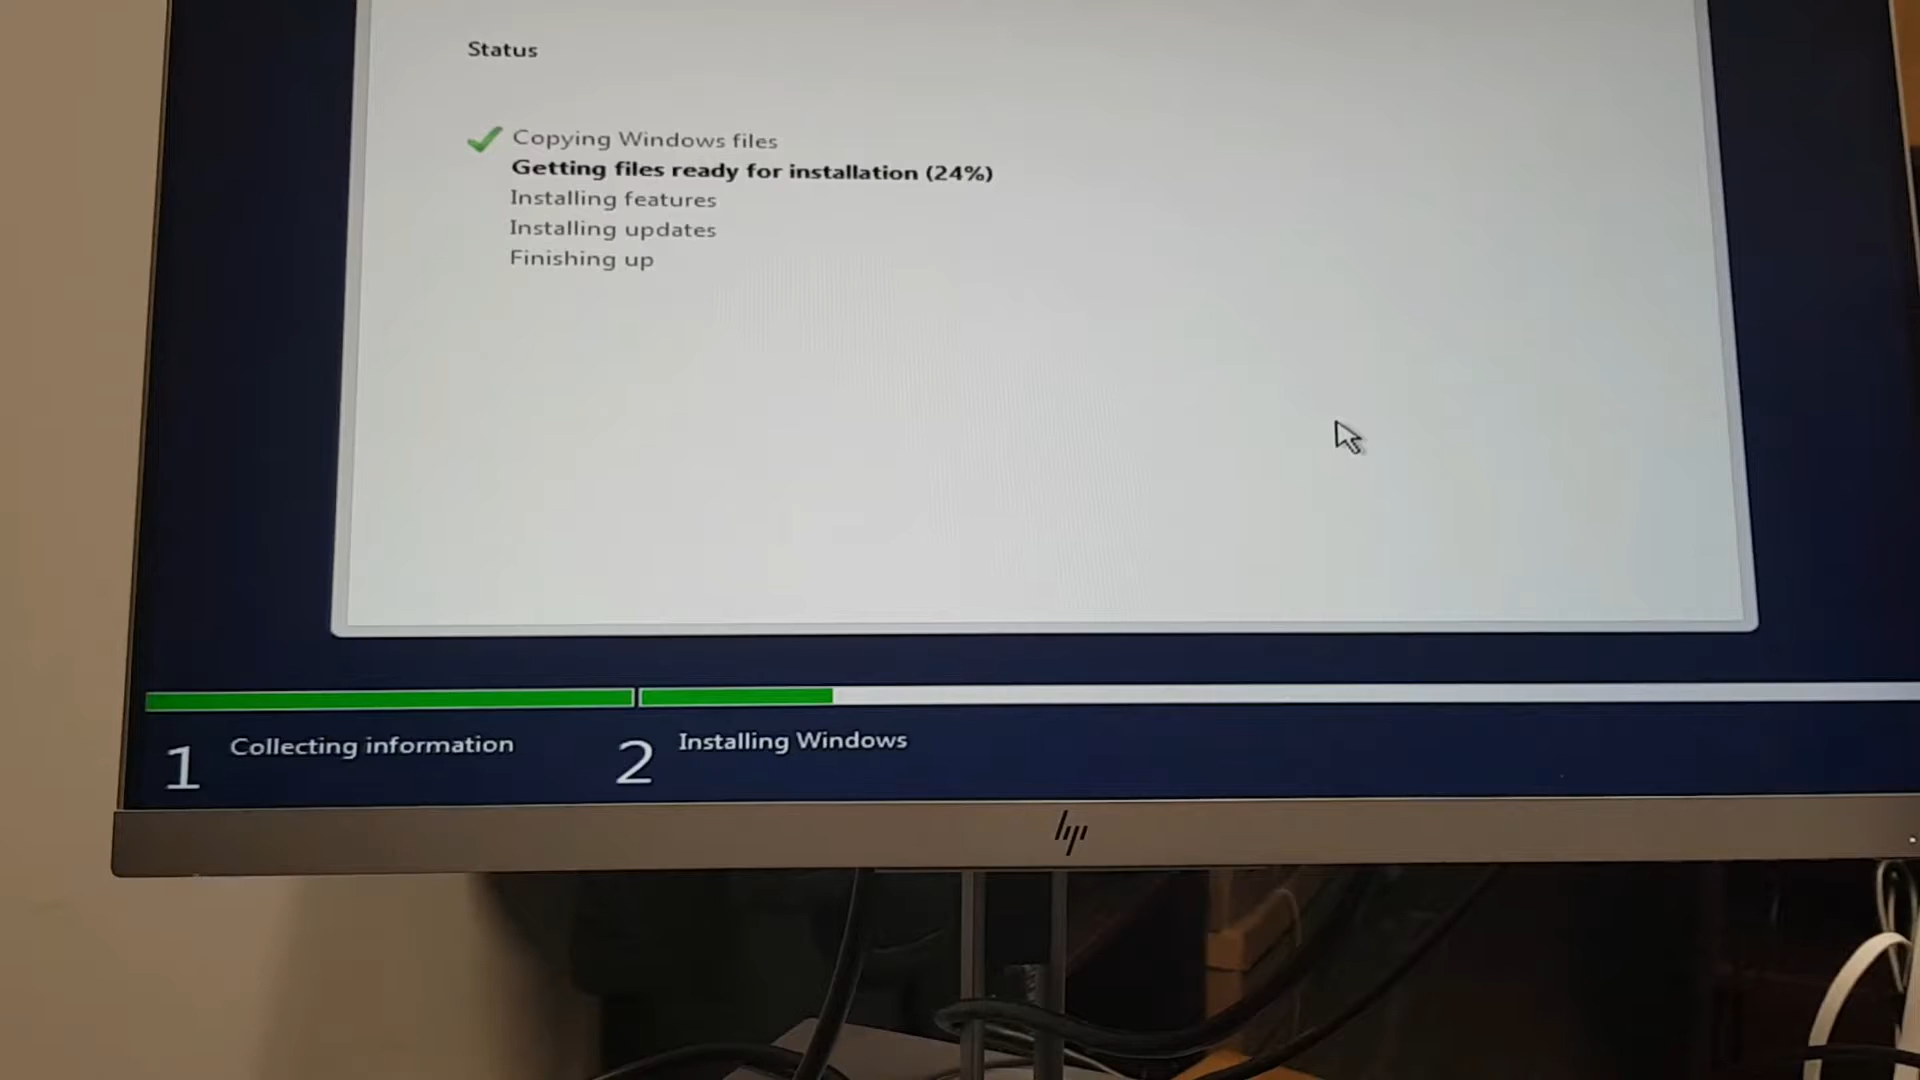 Status
Copying Windows files
Getting files ready for installation (24%)
Installing features
Installing updates
Finishing up
1 Collecting information
2 Installing Windows
hp